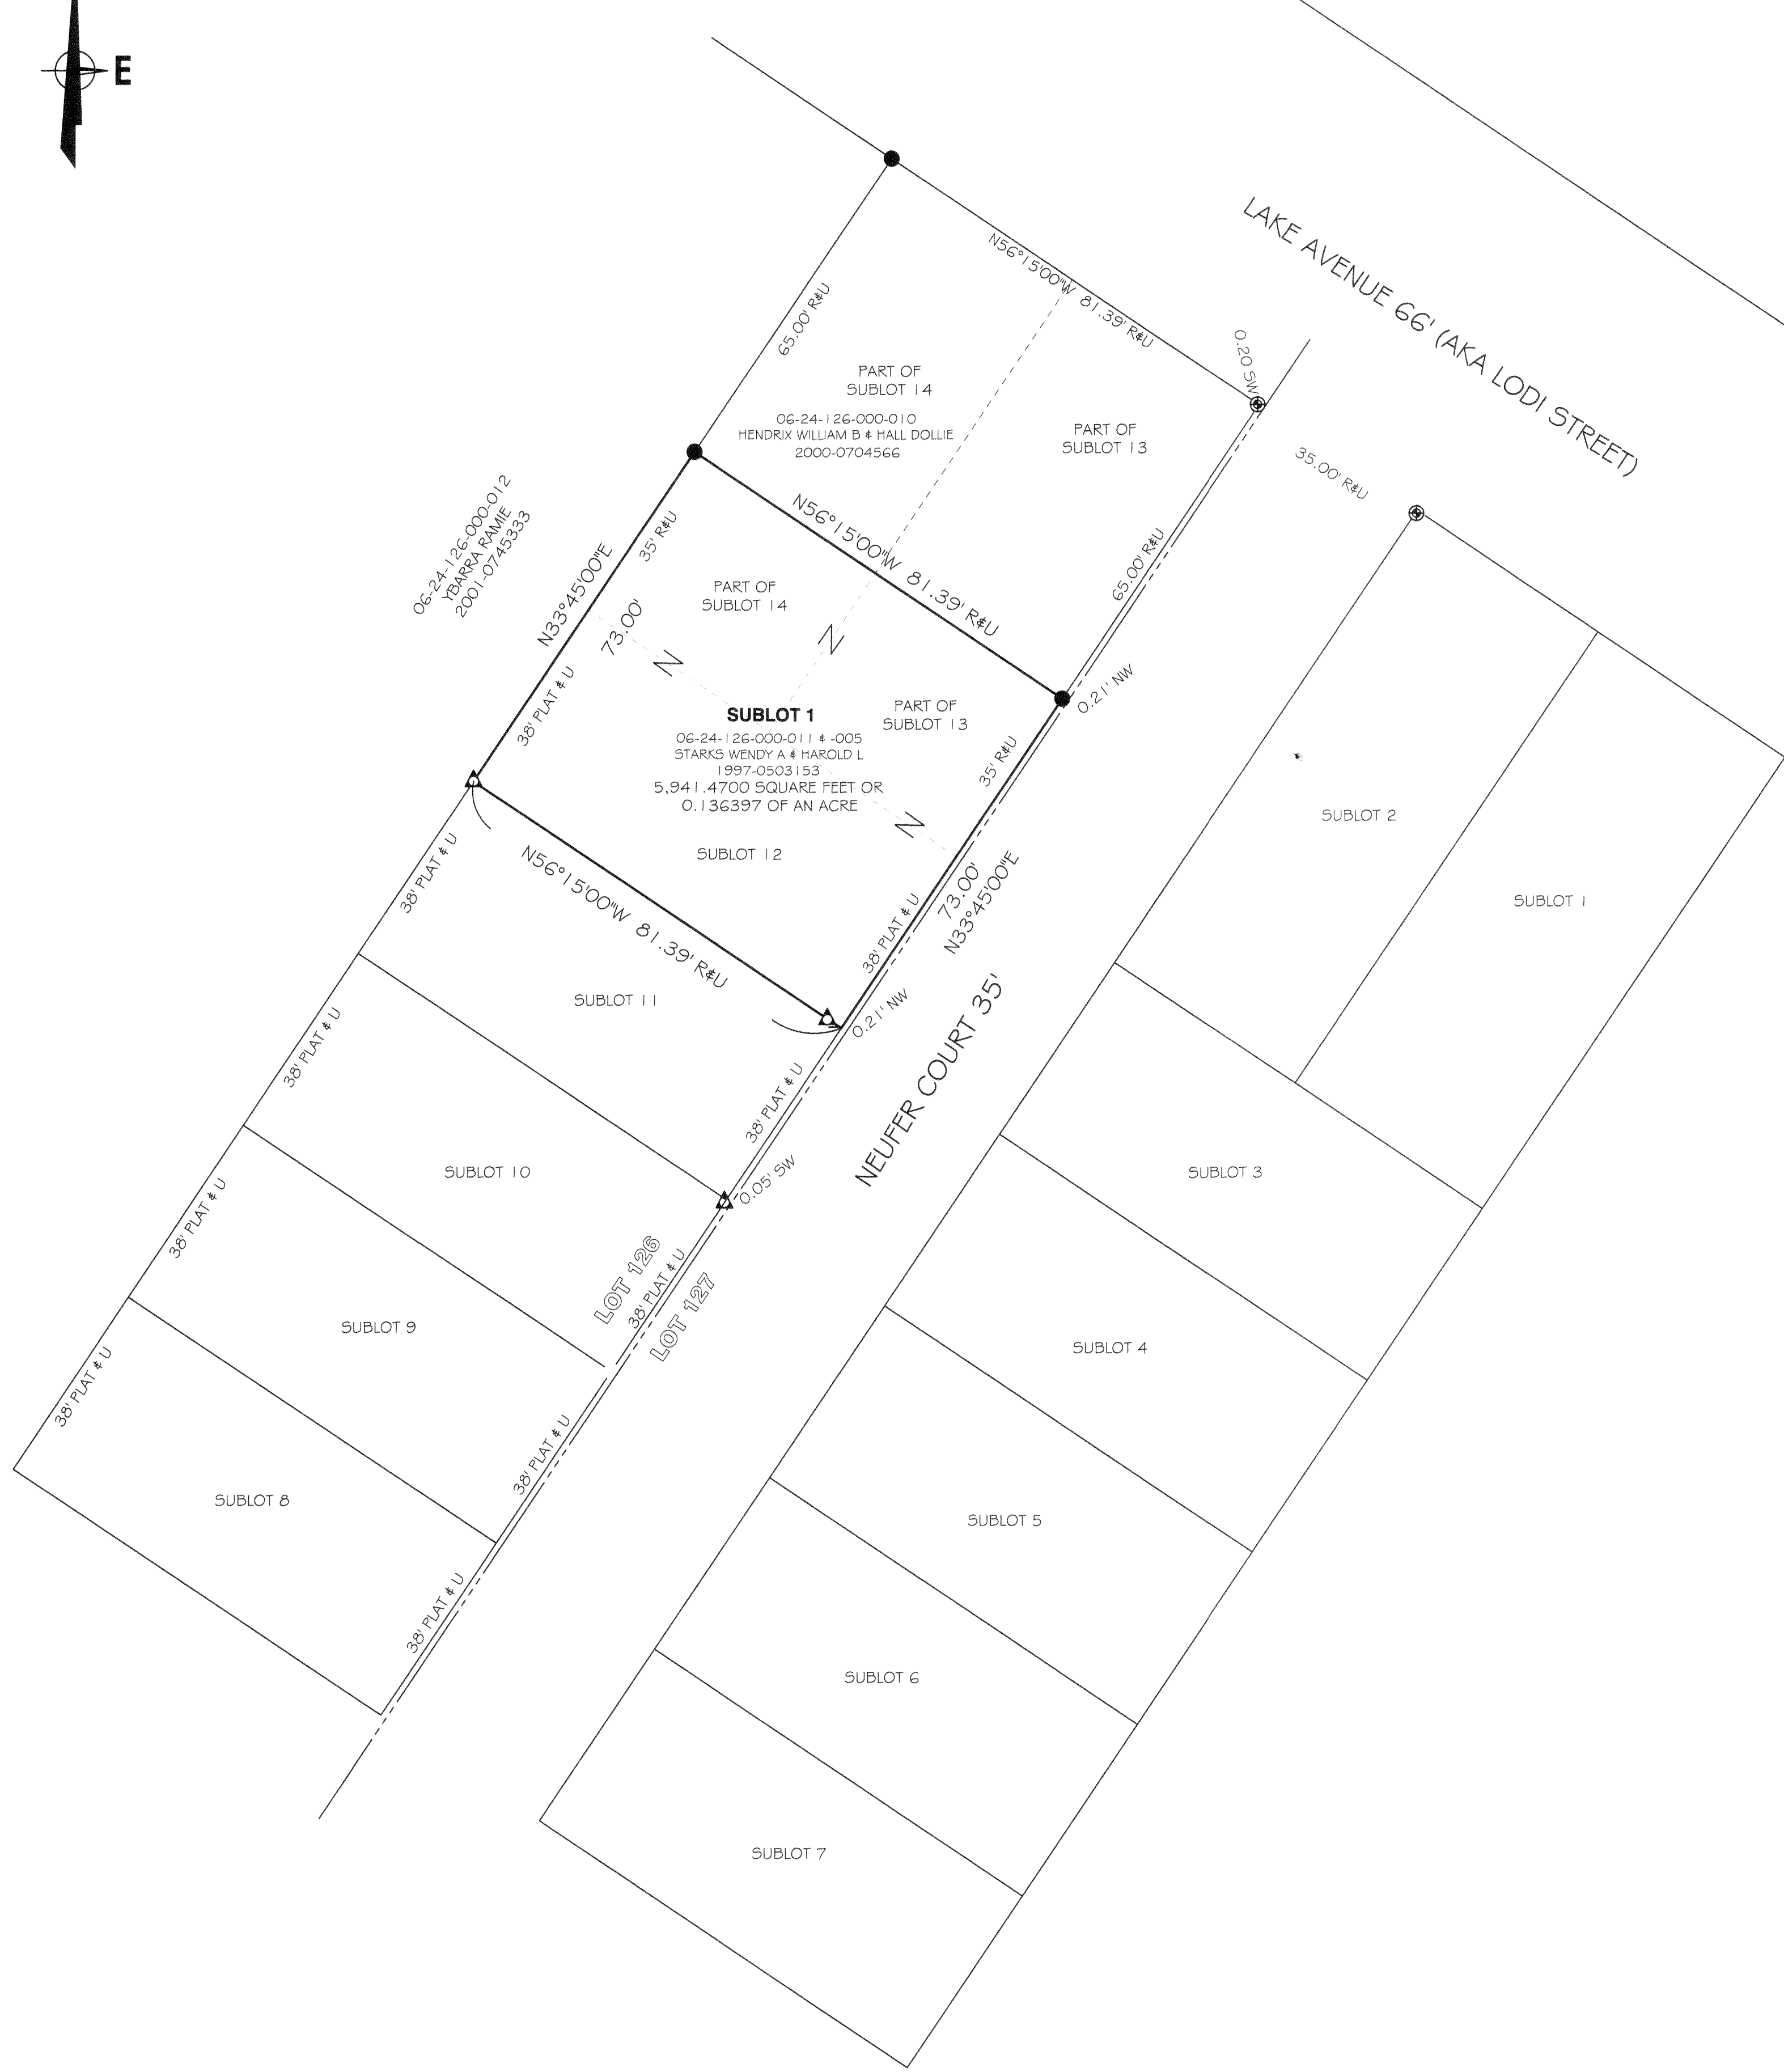 E
LAKE AVENUE 66' (AKA LODI STREET)
N56°15'00"W 81.39' R&U
65.00' R&U
0.20 SW
PART OF
SUBLOT 14
06-24-126-000-010
HENDRIX WILLIAM B & HALL DOLLIE
2000-0704566
PART OF
SUBLOT 13
35.00' R&U
65.00' R&U
06-24-126-000-012
YBARRA RAMIE
2001-0745333
N33°45'00"E
73.00'
35' R&U
38' PLAT & U
N56°15'00"W 81.39' R&U
PART OF
SUBLOT 14
N
N
N
0.21' NW
SUBLOT 1
06-24-126-000-011 & -005
STARKS WENDY A & HAROLD L
1997-0503153
5,941.4700 SQUARE FEET OR
0.136397 OF AN ACRE
PART OF
SUBLOT 13
35' R&U
SUBLOT 12
38' PLAT & U
73.00'
N33°45'00"E
N56°15'00"W 81.39' R&U
0.21' NW
NEUFER COURT 35'
38' PLAT & U
SUBLOT 11
38' PLAT & U
0.05' SW
38' PLAT & U
SUBLOT 10
LOT 126
38' PLAT & U
LOT 127
38' PLAT & U
SUBLOT 9
38' PLAT & U
38' PLAT & U
SUBLOT 8
38' PLAT & U
SUBLOT 2
SUBLOT 1
SUBLOT 3
SUBLOT 4
SUBLOT 5
SUBLOT 6
SUBLOT 7